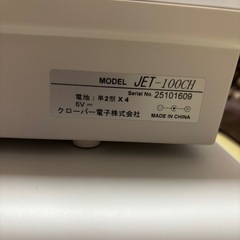 MODEL JET-100CH
Serial No. 25101609
電池：単2型 X 4
6V
クローバー電子株式会社
MADE IN CHINA